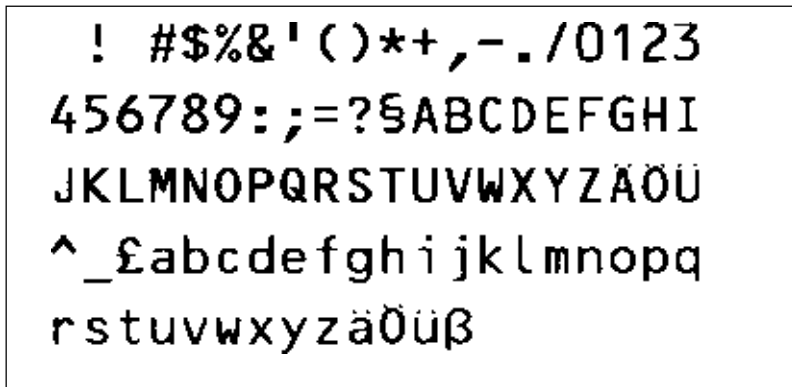 ! #$%&'()*+,-./0123
456789:;=?§ABCDEFGHI
JKLMNOPQRSTUVWXYZÄÖÜ
^_£abcdefghijklmnopq
rstuvwxyzäÖüß